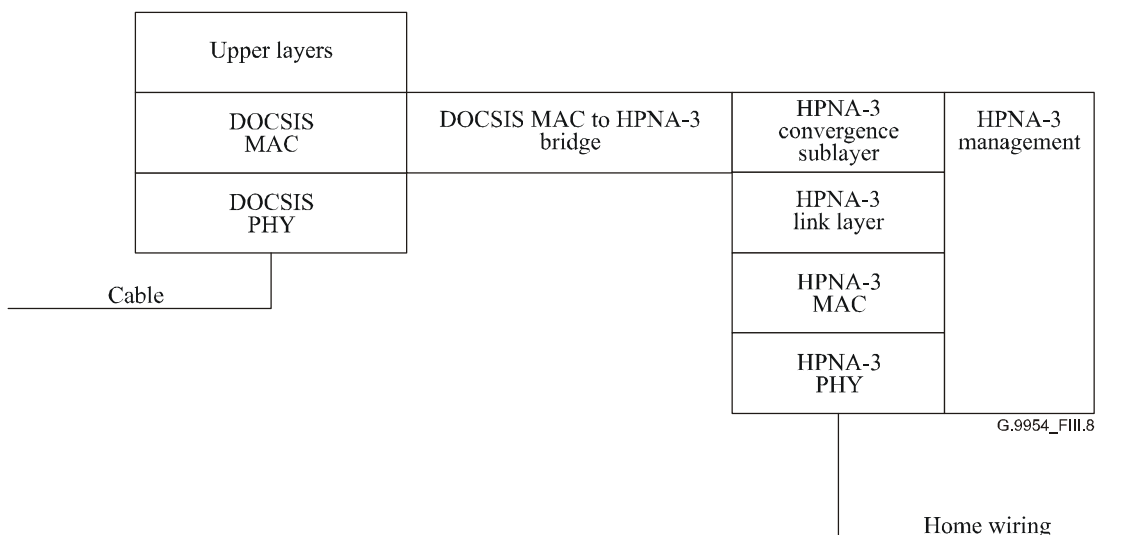 Upper layers
DOCSIS
MAC
DOCSIS MAC to HPNA-3
bridge
HPNA-3
convergence
sublayer
HPNA-3
management
DOCSIS
PHY
HPNA-3
link layer
Cable
HPNA-3
MAC
HPNA-3
PHY
G.9954_FIII.8
Home wiring